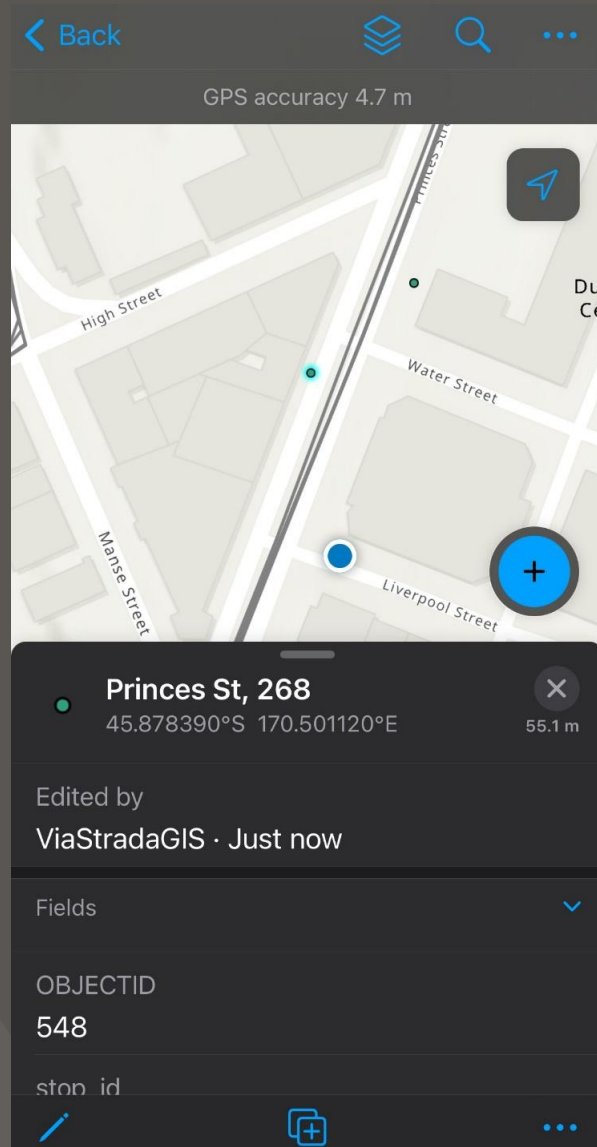 Back
GPS accuracy 4.7 m
Princes Str
High Street
Du
Ce
Water Street
Manse Street
Liverpool Street
Princes St, 268
45.878390°S 170.501120°E
55.1 m
Edited by
ViaStradaGIS · Just now
Fields
OBJECTID
548
stop_id